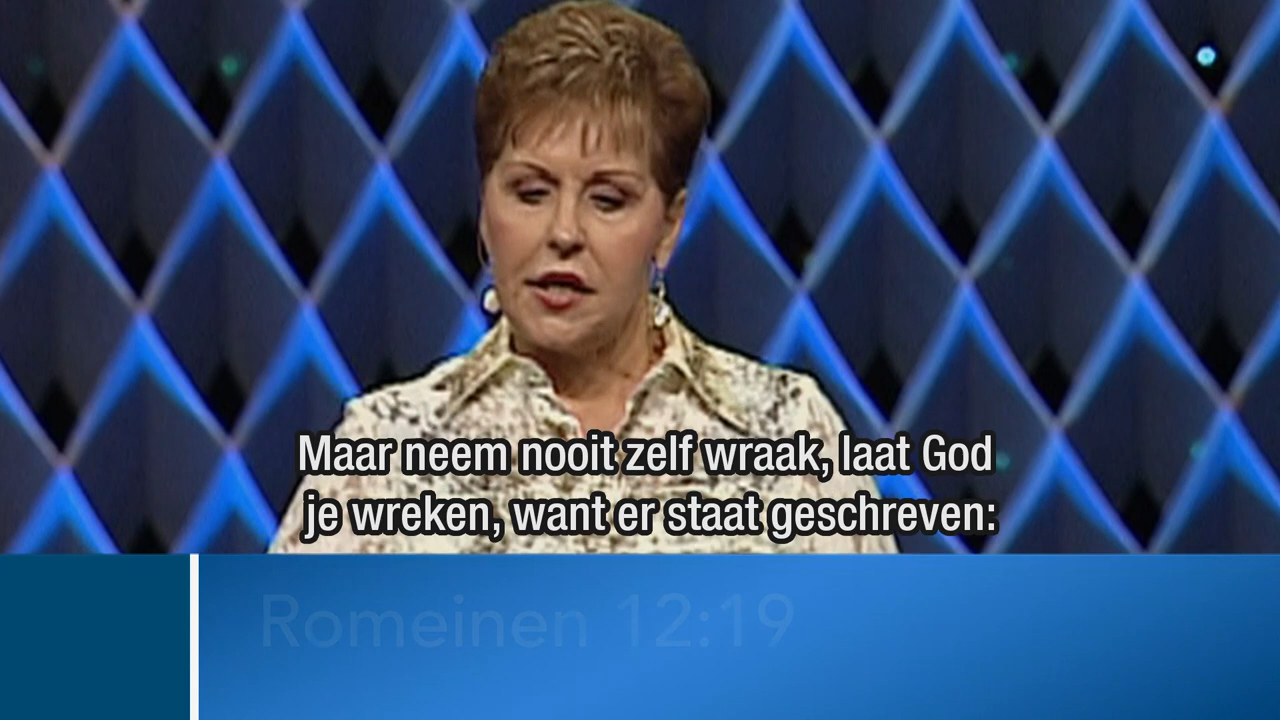 Maar neem nooit zelf wraak, laat God
je wreken, want er staat geschreven:
Romeinen 12:19